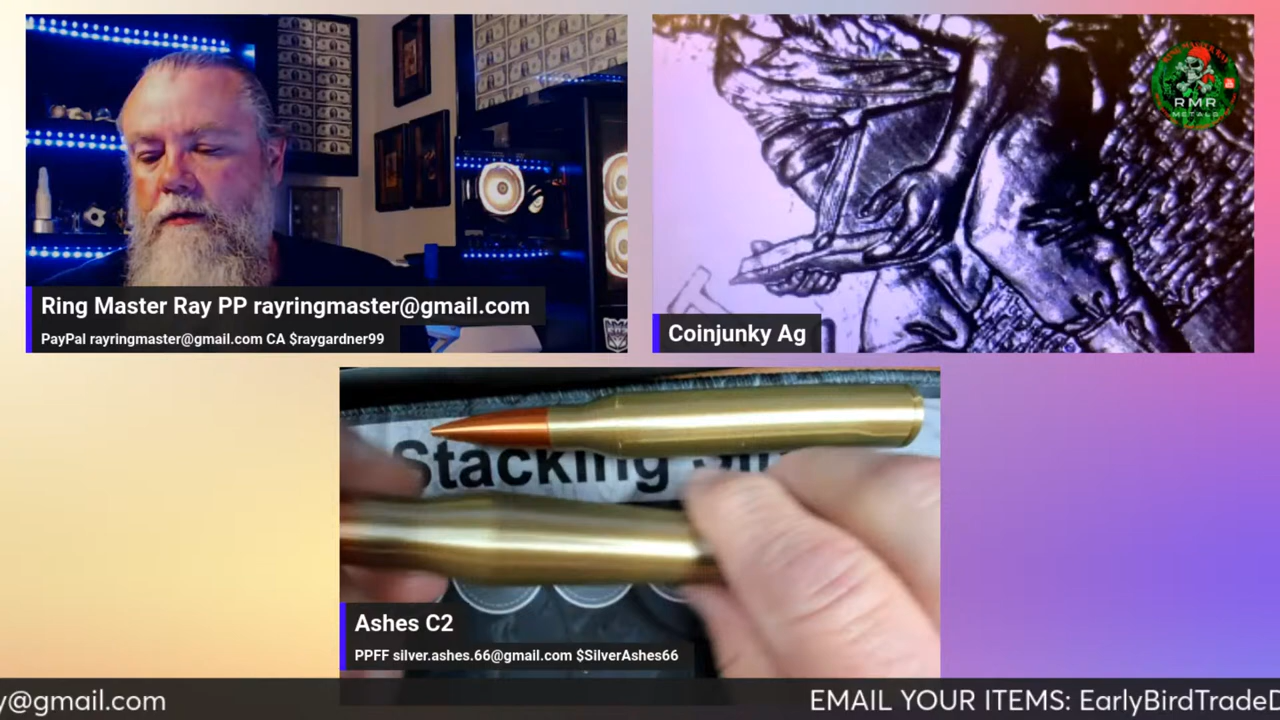 RMR
METALS
Ring Master Ray PP rayringmaster@gmail.com
PayPal rayringmaster@gmail.com CA $raygardner99
Coinjunky Ag
Stacking
Ashes C2
PPFF silver.ashes.66@gmail.com $SilverAshes66
y@gmail.com
EMAIL YOUR ITEMS: EarlyBirdTradeD